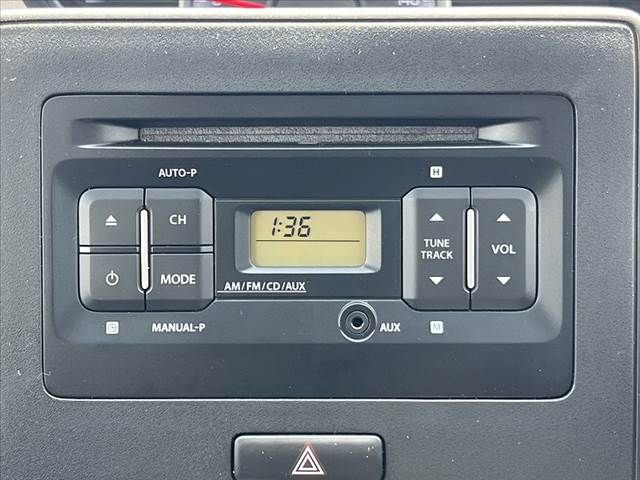 AUTO-P
H
CH
1:36
TUNE
TRACK
VOL
MODE
AM/FM/CD/AUX
MANUAL-P
AUX
M